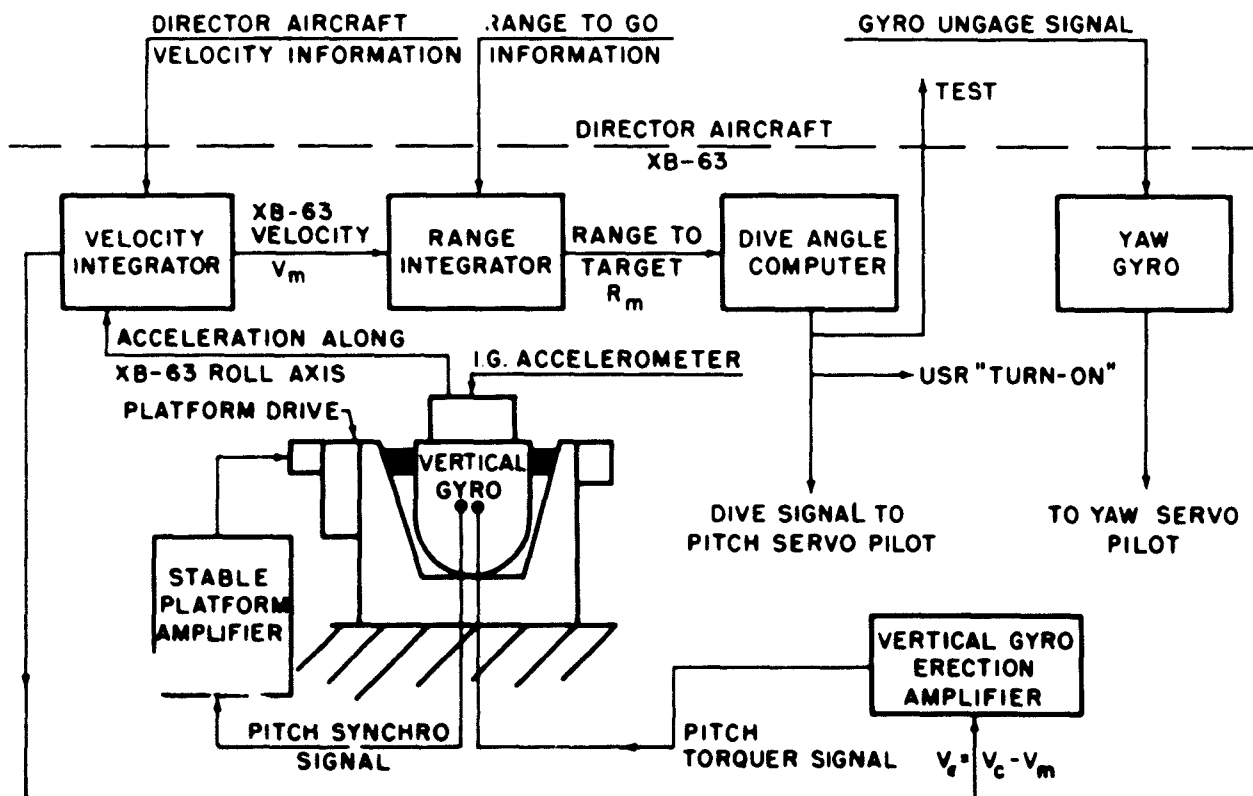 DIRECTOR AIRCRAFT
VELOCITY INFORMATION
RANGE TO GO
INFORMATION
GYRO UNGAGE SIGNAL
TEST
DIRECTOR AIRCRAFT
XB-63
VELOCITY
INTEGRATOR
XB-63
VELOCITY
Vm
RANGE
INTEGRATOR
RANGE TO
TARGET
Rm
DIVE ANGLE
COMPUTER
YAW
GYRO
ACCELERATION ALONG
XB-63 ROLL AXIS
I.G. ACCELEROMETER
USR "TURN-ON"
PLATFORM DRIVE
VERTICAL
GYRO
DIVE SIGNAL TO
PITCH SERVO PILOT
TO YAW SERVO
PILOT
STABLE
PLATFORM
AMPLIFIER
VERTICAL GYRO
ERECTION
AMPLIFIER
PITCH SYNCHRO
SIGNAL
PITCH
TORQUER SIGNAL
Vε = Vc - Vm